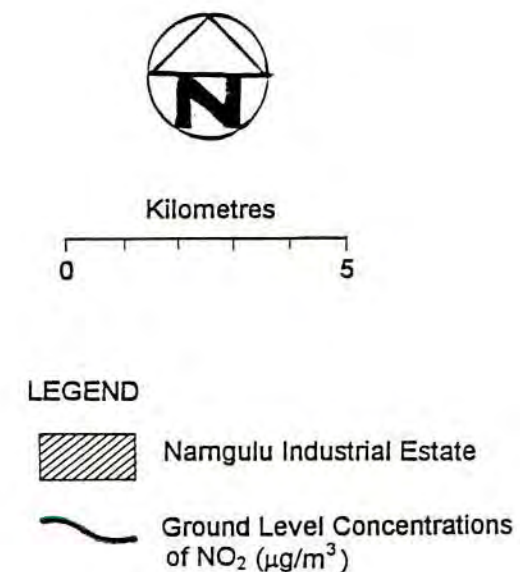 N
Kilometres
0 5
LEGEND
Namgulu Industrial Estate
Ground Level Concentrations
of NO₂ (µg/m³)